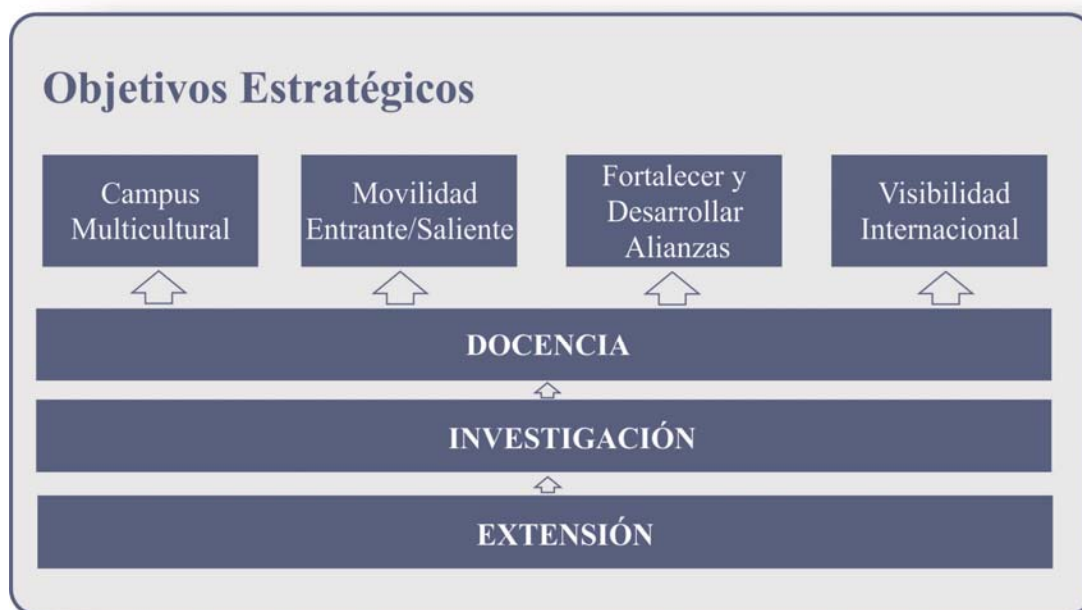 Objetivos Estratégicos
Campus
Multicultural
Movilidad
Entrante/Saliente
Fortalecer y
Desarrollar
Alianzas
Visibilidad
Internacional
DOCENCIA
INVESTIGACIÓN
EXTENSIÓN